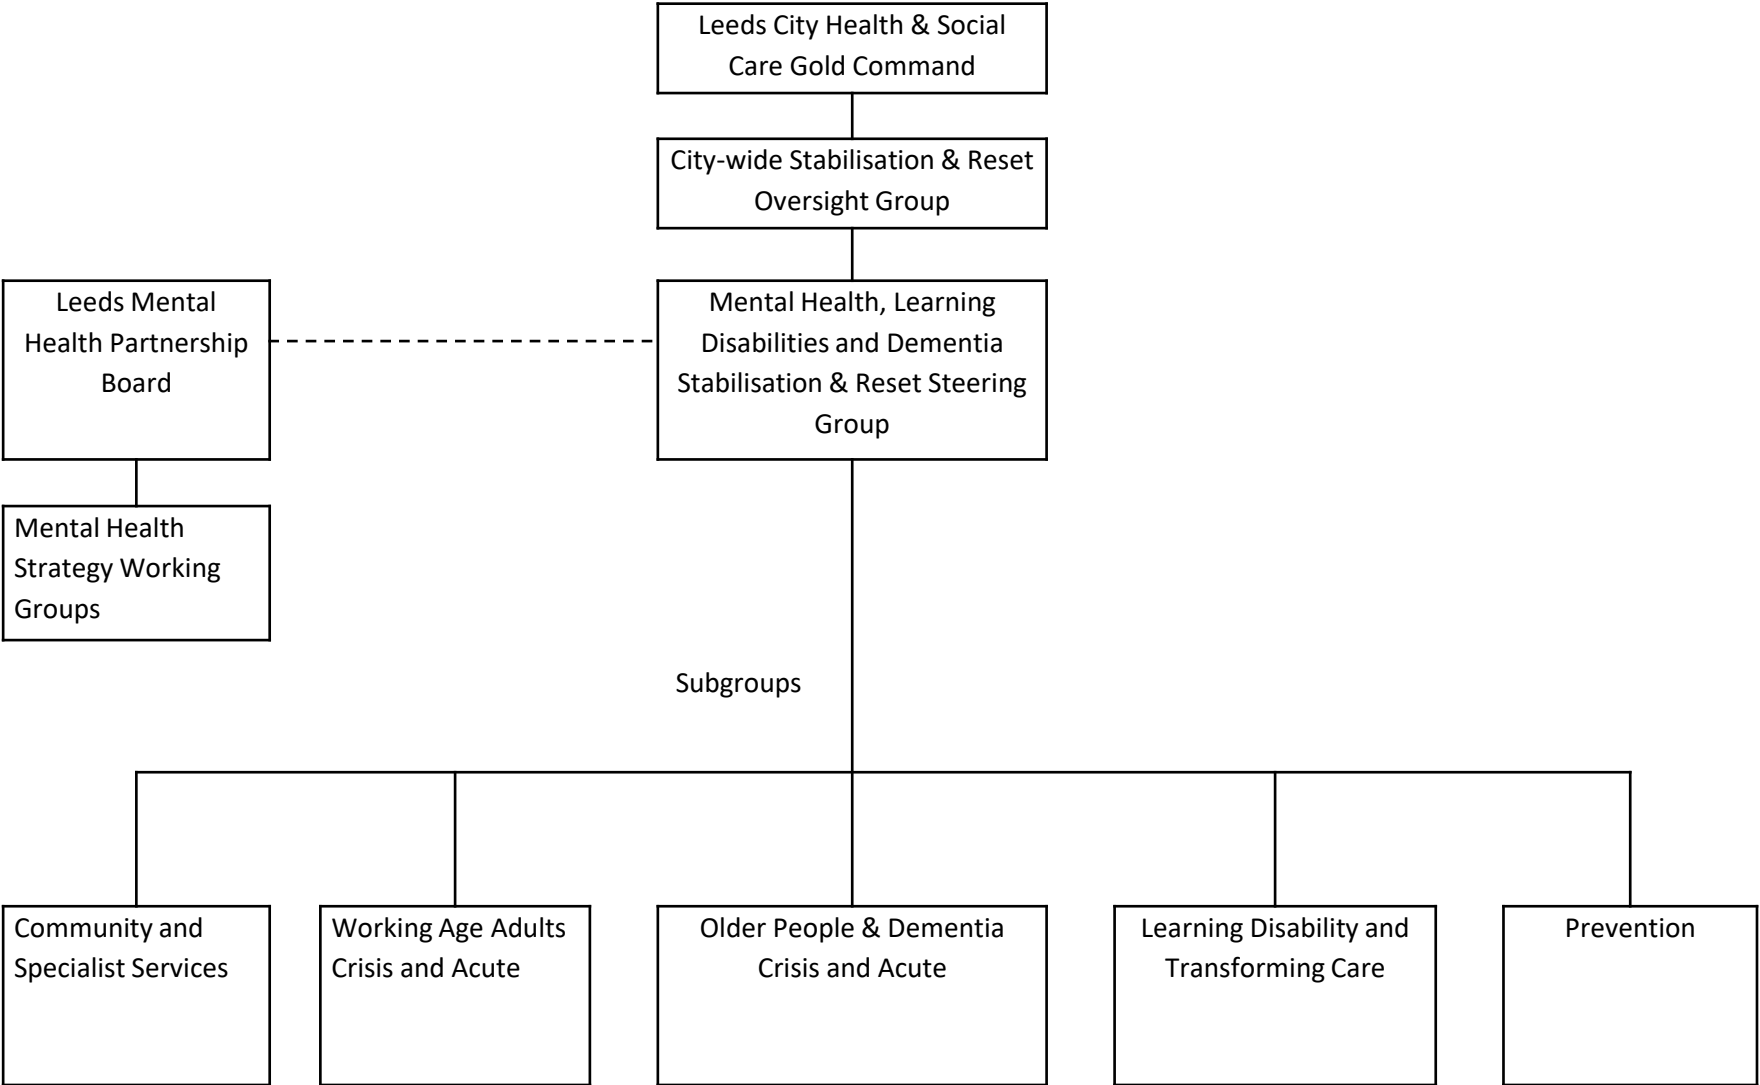 Leeds City Health & Social
Care Gold Command
City-wide Stabilisation & Reset
Oversight Group
Leeds Mental
Health Partnership
Board
Mental Health, Learning
Disabilities and Dementia
Stabilisation & Reset Steering
Group
Mental Health
Strategy Working
Groups
Subgroups
Community and
Specialist Services
Working Age Adults
Crisis and Acute
Older People & Dementia
Crisis and Acute
Learning Disability and
Transforming Care
Prevention